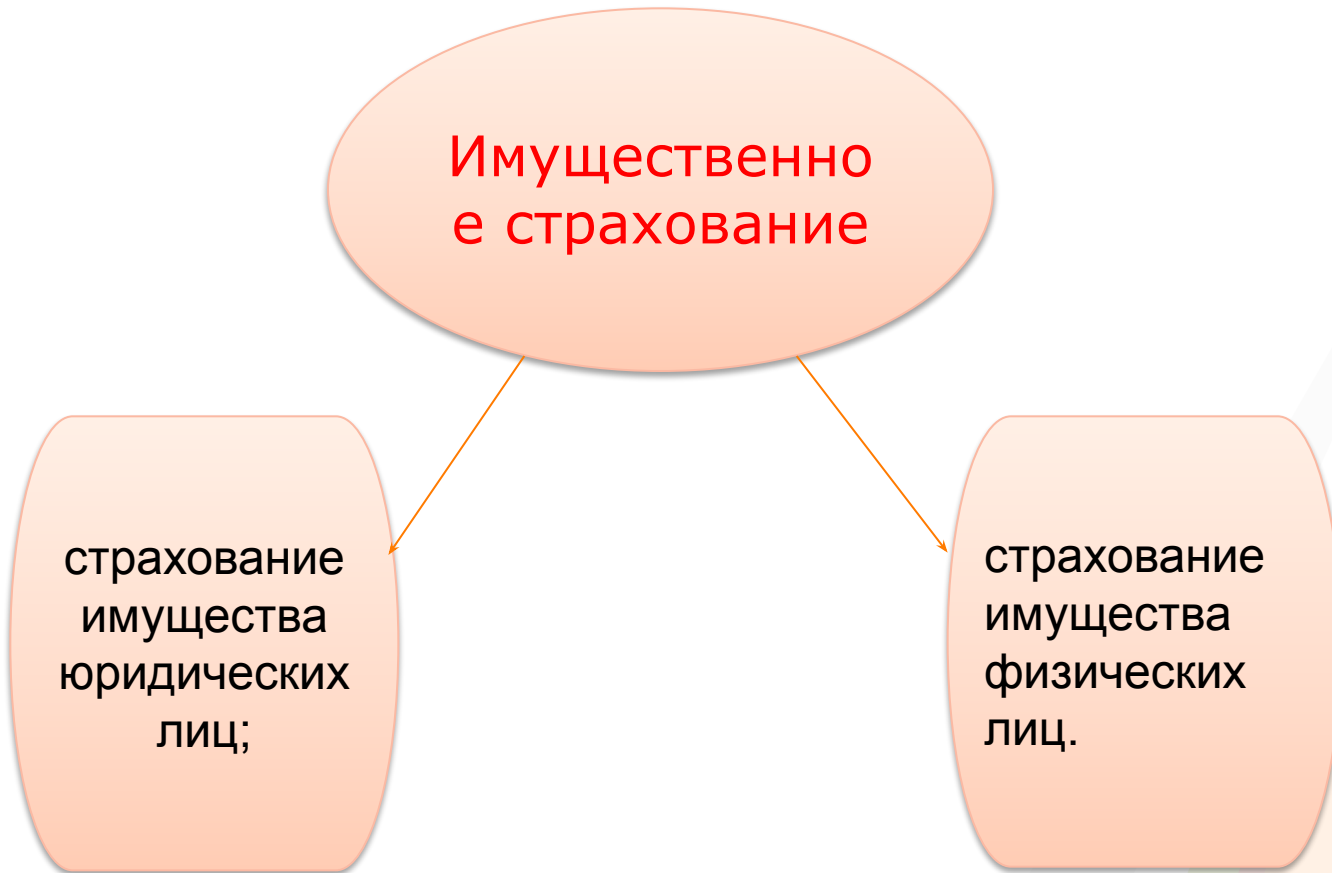 Имущественно
е страхование
страхование
имущества
юридических
лиц;
страхование
имущества
физических
лиц.